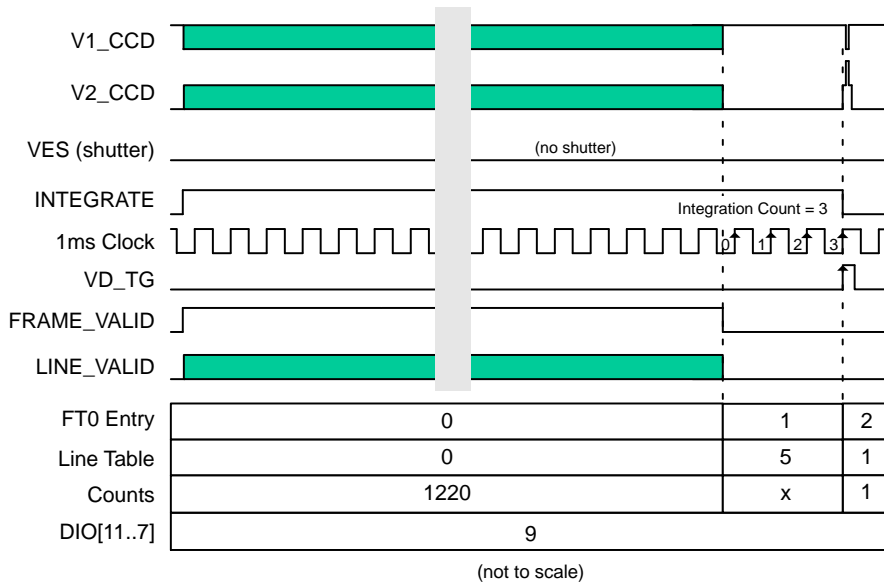 V1_CCD
V2_CCD
VES (shutter)
(no shutter)
INTEGRATE
Integration Count = 3
1ms Clock
0 1 2 3
VD_TG
FRAME_VALID
LINE_VALID
FT0 Entry 0 1 2
Line Table 0 5 1
Counts 1220 x 1
DIO[11..7] 9
(not to scale)